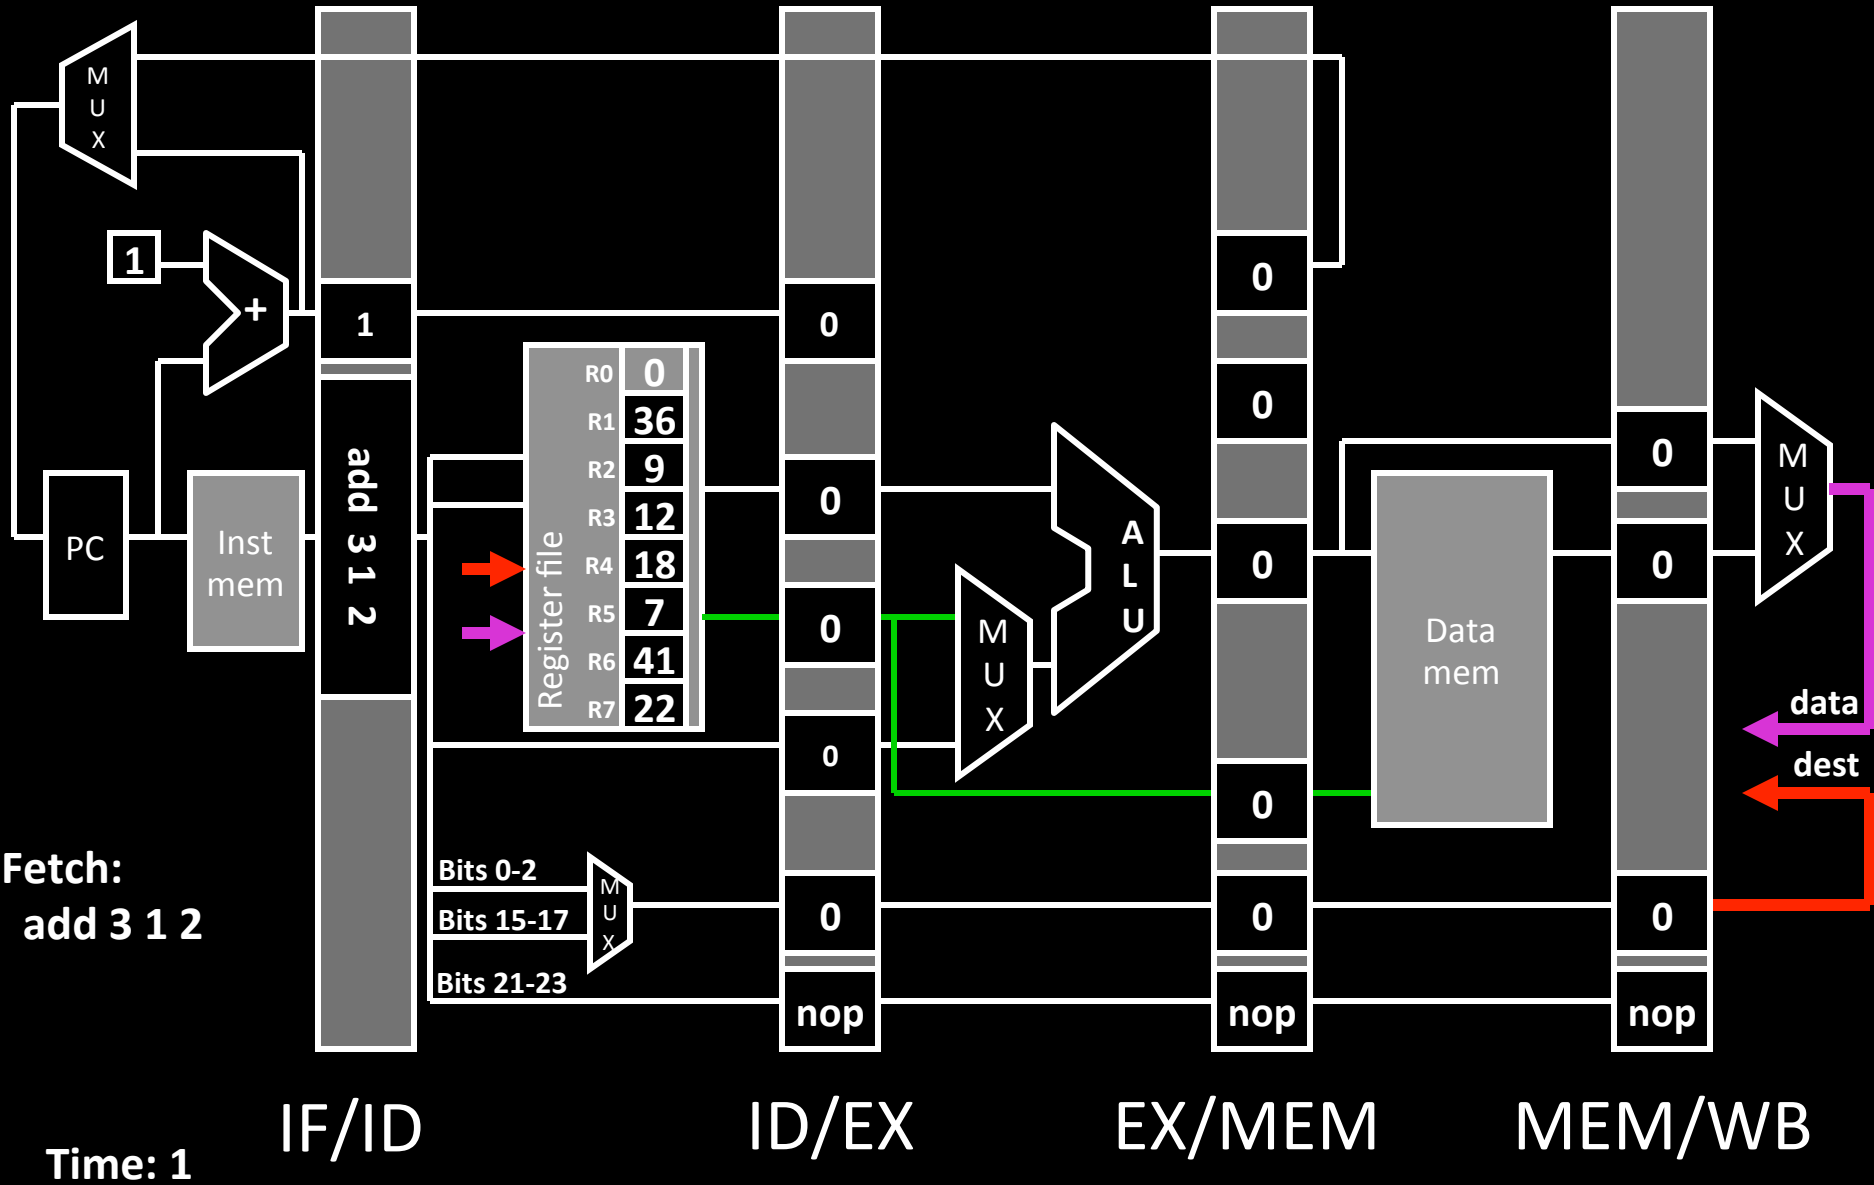 M
U
X
1
+
1
0
0
0
add 3 1 2
PC
Inst
mem
Register file
R0 0
R1 36
R2 9
R3 12
R4 18
R5 7
R6 41
R7 22
0
0
0
M
U
X
A
L
U
0
0
Data
mem
0
0
M
U
X
data
dest
Fetch:
add 3 1 2
Bits 0-2
Bits 15-17
Bits 21-23
M
U
X
0
0
0
nop
nop
nop
IF/ID
ID/EX
EX/MEM
MEM/WB
Time: 1